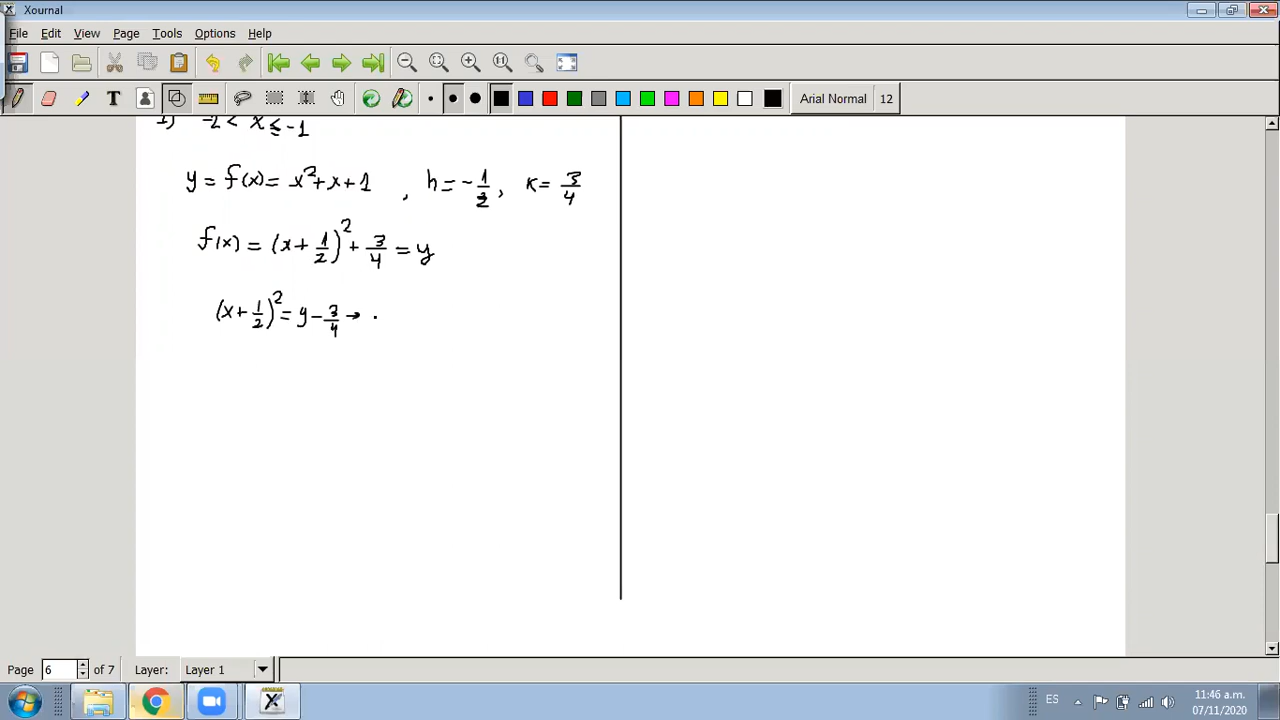 Xournal
File Edit View Page Tools Options Help
Arial Normal 12
I) -2 < x ≤ -1
y = f(x) = x²+x+1 , h = -1/2 , k = 3/4
f(x) = (x+1/2)² + 3/4 = y
(x+1/2)² = y - 3/4 → .
Page 6 of 7 Layer: Layer 1
ES 11:46 a.m.
07/11/2020